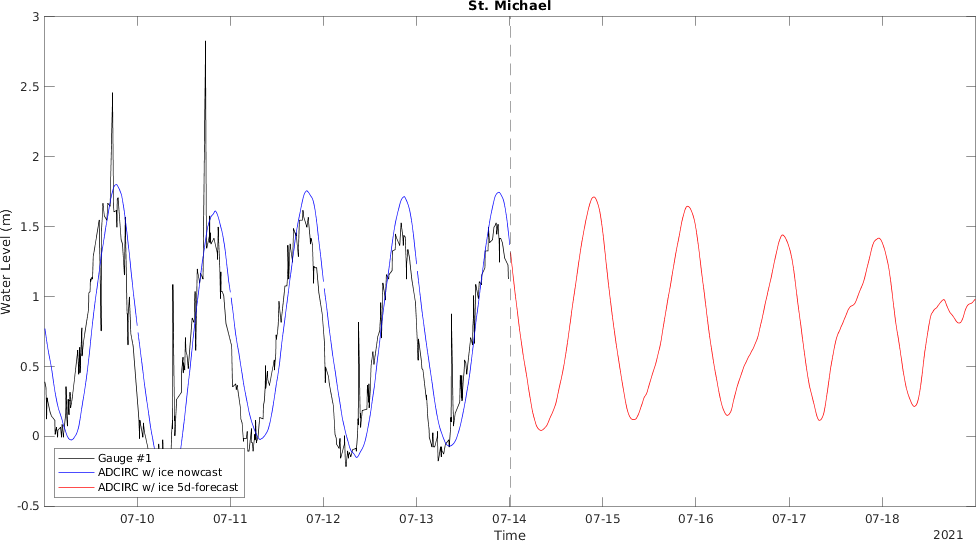 St. Michael
3
2.5
2
1.5
1
0.5
0
-0.5
Water Level (m)
Gauge #1
ADCIRC w/ ice nowcast
ADCIRC w/ ice 5d-forecast
07-10 07-11 07-12 07-13 07-14 07-15 07-16 07-17 07-18
Time
2021